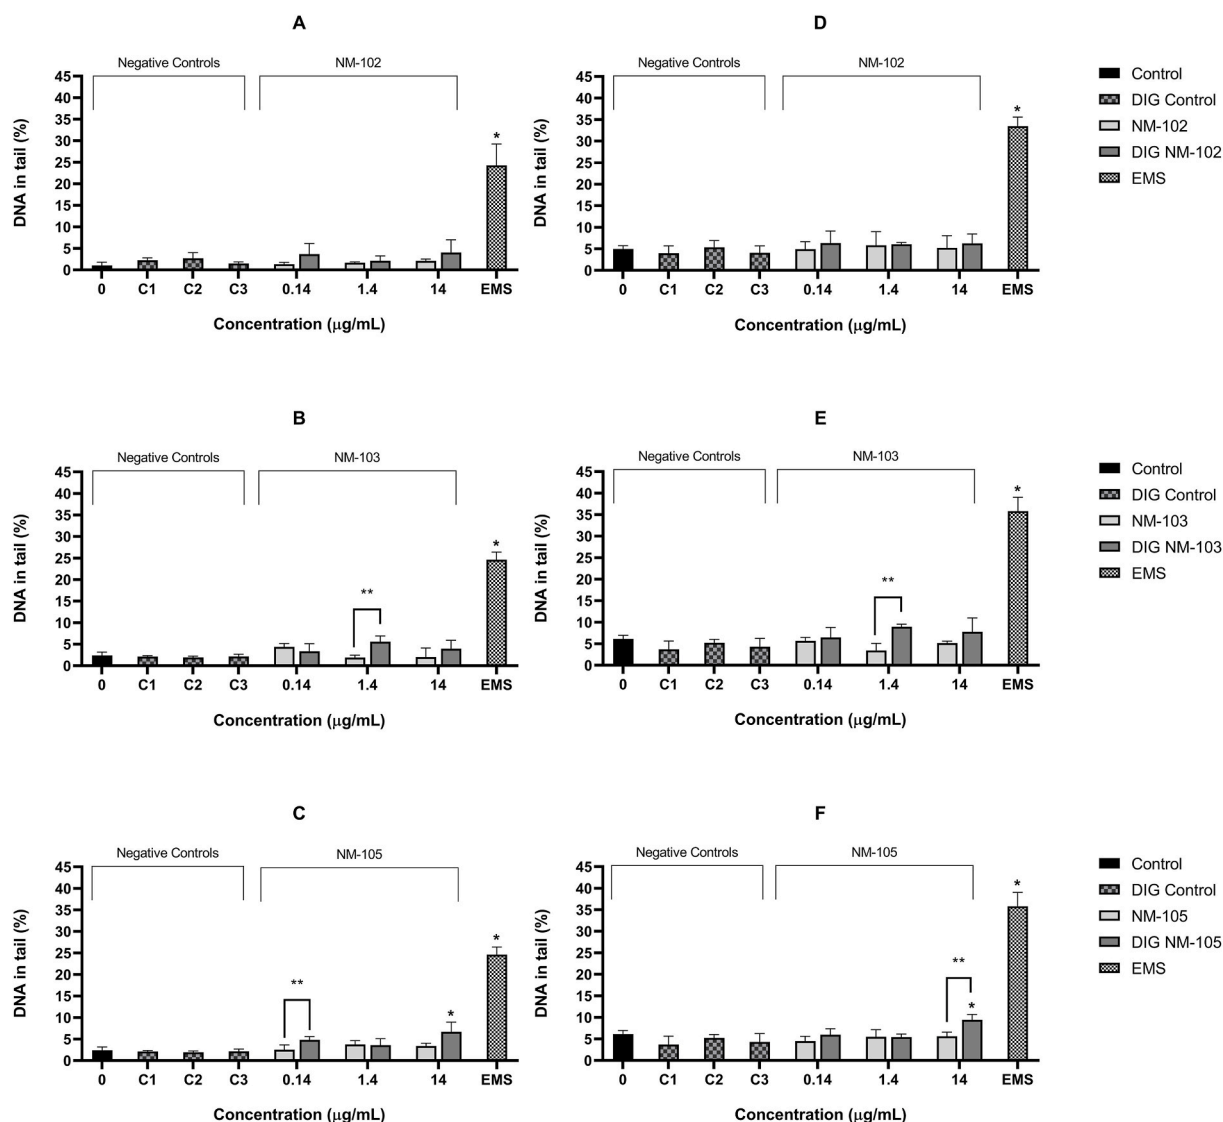 A
Negative Controls
NM-102
DNA in tail (%)
45
40
35
30
25
20
15
10
5
0
*
0 C1 C2 C3 0.14 1.4 14 EMS
Concentration (μg/mL)
D
Negative Controls
NM-102
DNA in tail (%)
45
40
35
30
25
20
15
10
5
0
*
0 C1 C2 C3 0.14 1.4 14 EMS
Concentration (μg/mL)
Control
DIG Control
NM-102
DIG NM-102
EMS
B
Negative Controls
NM-103
DNA in tail (%)
45
40
35
30
25
20
15
10
5
0
**
*
0 C1 C2 C3 0.14 1.4 14 EMS
Concentration (μg/mL)
E
Negative Controls
NM-103
DNA in tail (%)
45
40
35
30
25
20
15
10
5
0
**
*
0 C1 C2 C3 0.14 1.4 14 EMS
Concentration (μg/mL)
Control
DIG Control
NM-103
DIG NM-103
EMS
C
Negative Controls
NM-105
DNA in tail (%)
45
40
35
30
25
20
15
10
5
0
**
*
*
0 C1 C2 C3 0.14 1.4 14 EMS
Concentration (μg/mL)
F
Negative Controls
NM-105
DNA in tail (%)
45
40
35
30
25
20
15
10
5
0
**
*
*
0 C1 C2 C3 0.14 1.4 14 EMS
Concentration (μg/mL)
Control
DIG Control
NM-105
DIG NM-105
EMS